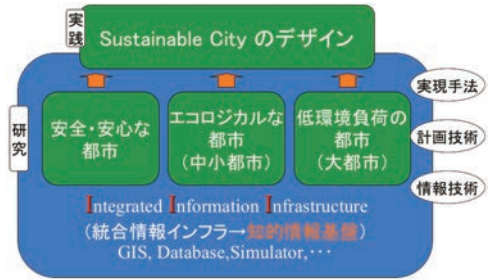 実践
Sustainable City のデザイン
研究
安全・安心な
都市
エコロジカルな
都市
(中小都市)
低環境負荷の
都市
(大都市)
実現手法
計画技術
情報技術
Integrated Information Infrastructure
(統合情報インフラ→知的情報基盤)
GIS, Database,Simulator,･･･